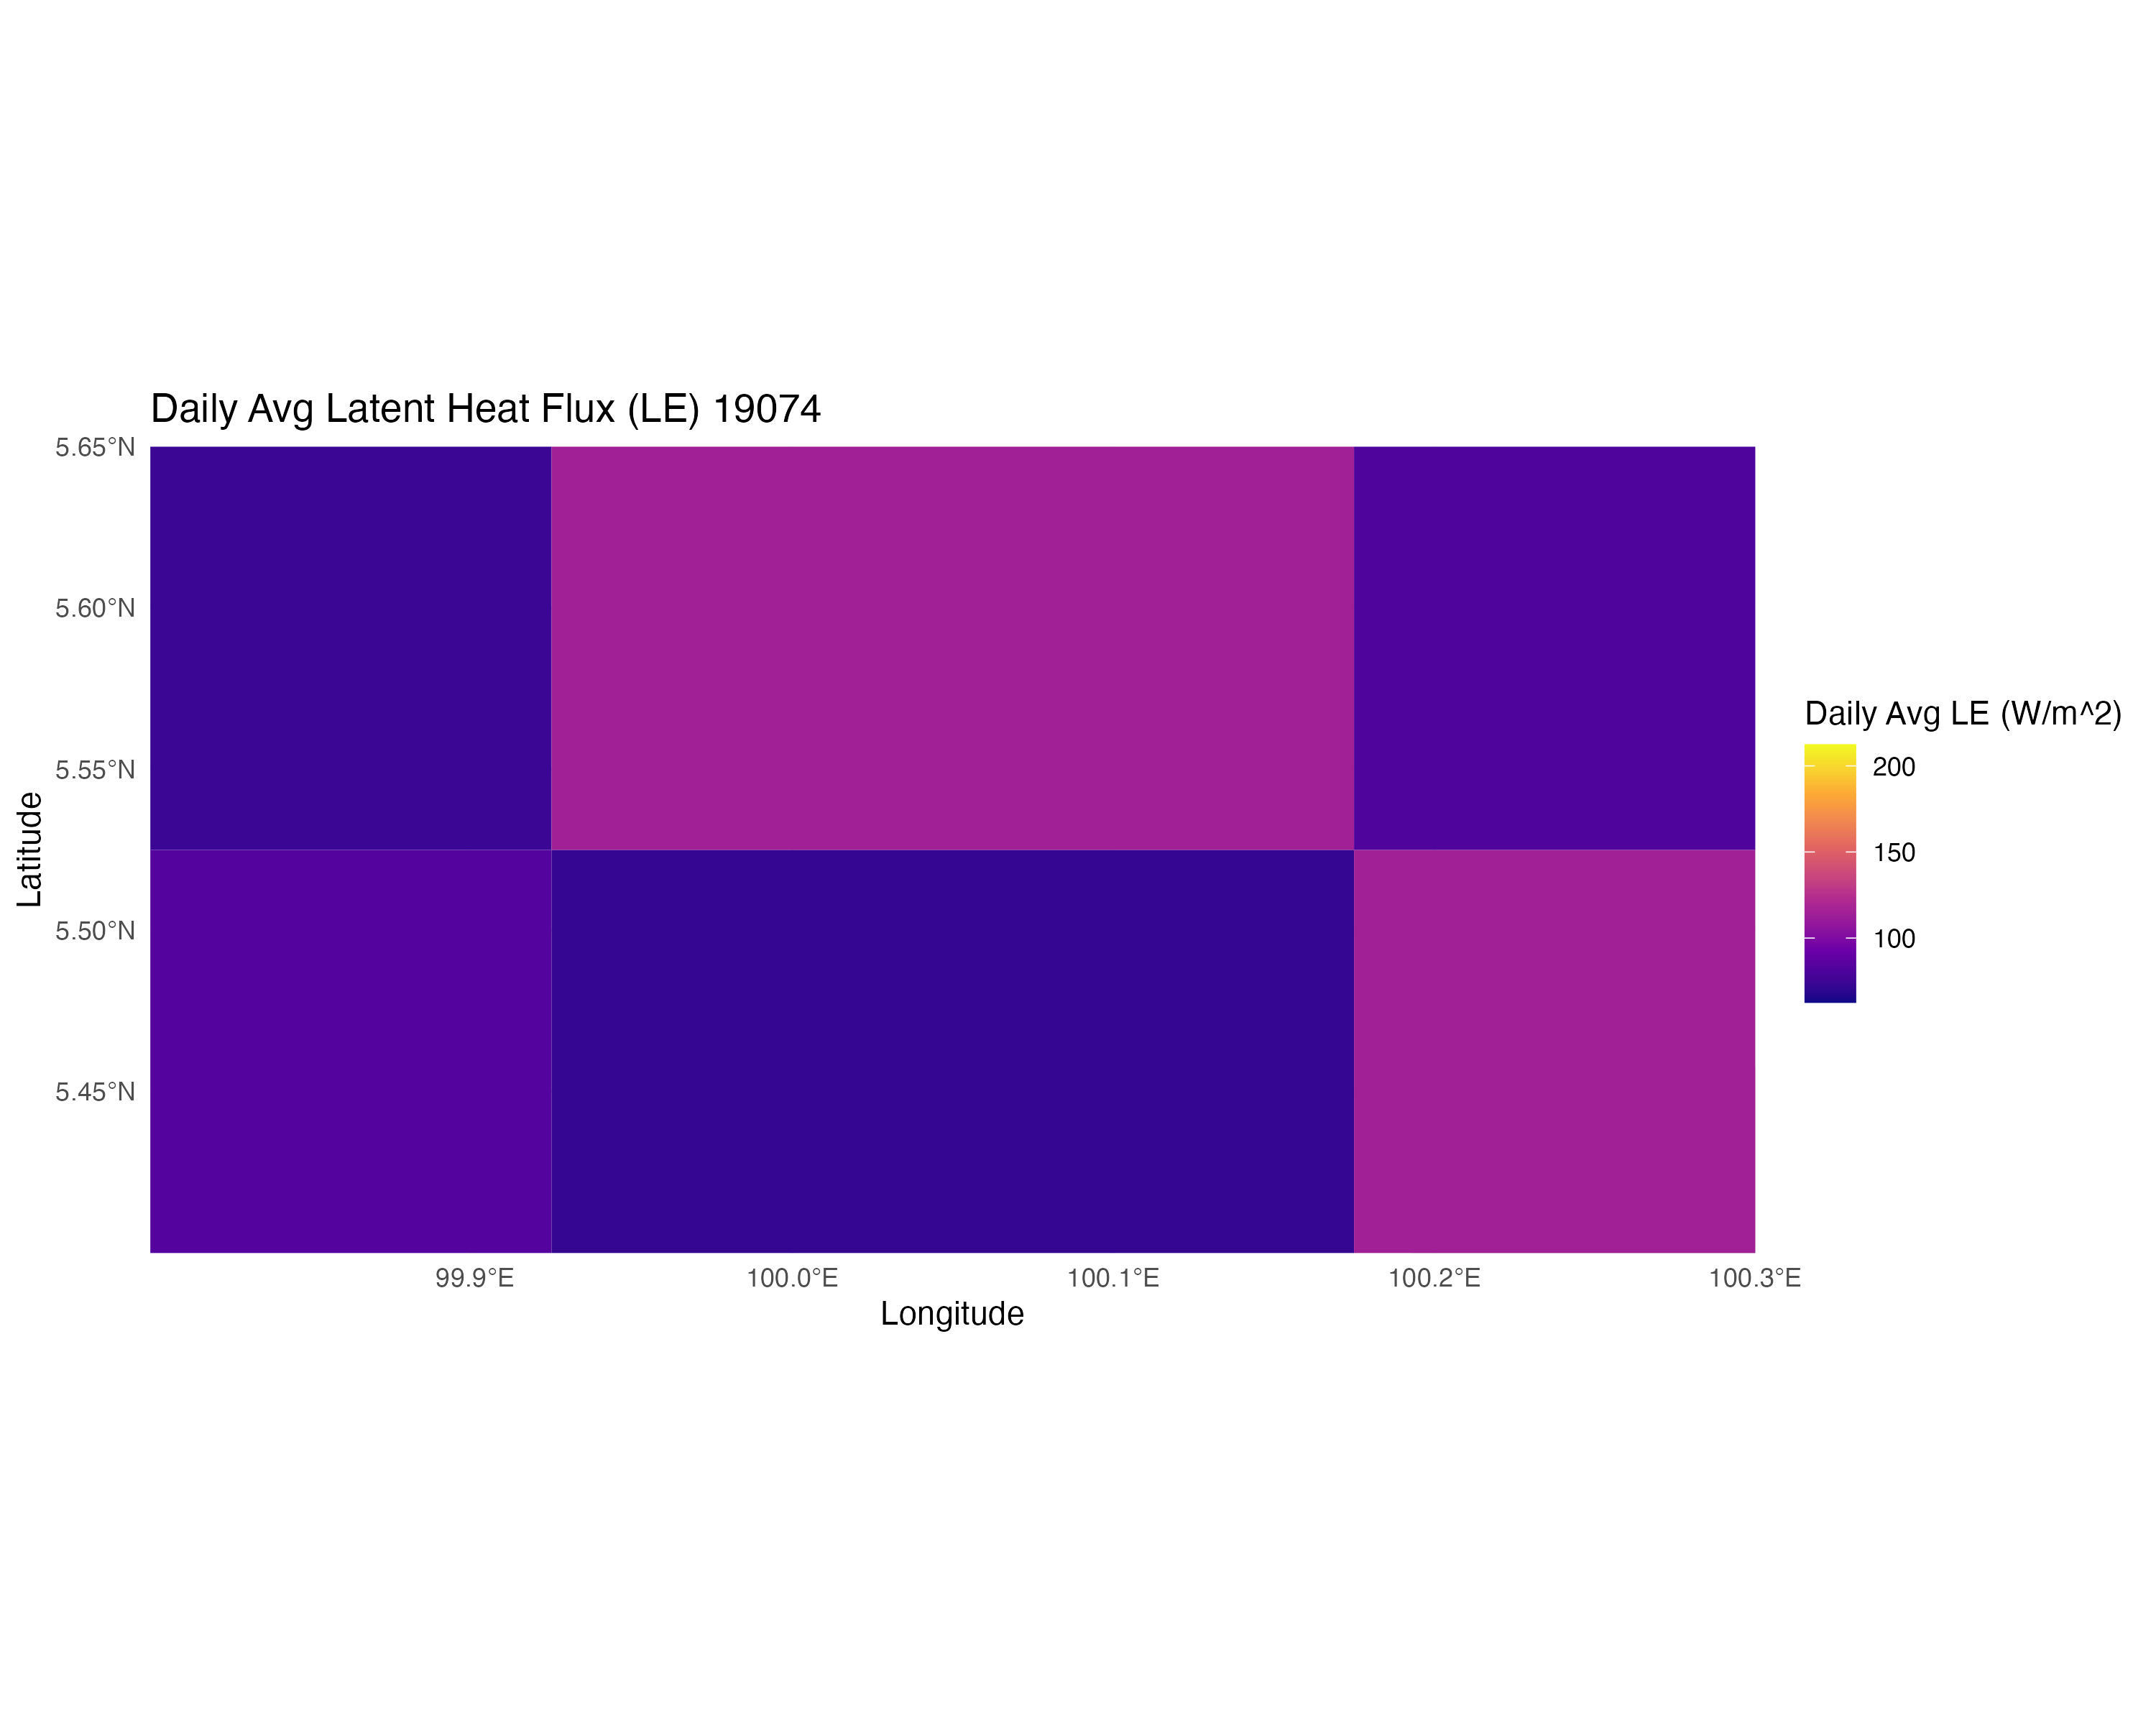 Daily Avg Latent Heat Flux (LE) 19074
5.65°N
5.60°N
5.55°N
5.50°N
5.45°N
Latitude
99.9°E 100.0°E 100.1°E 100.2°E 100.3°E
Longitude
Daily Avg LE (W/m^2)
200
150
100